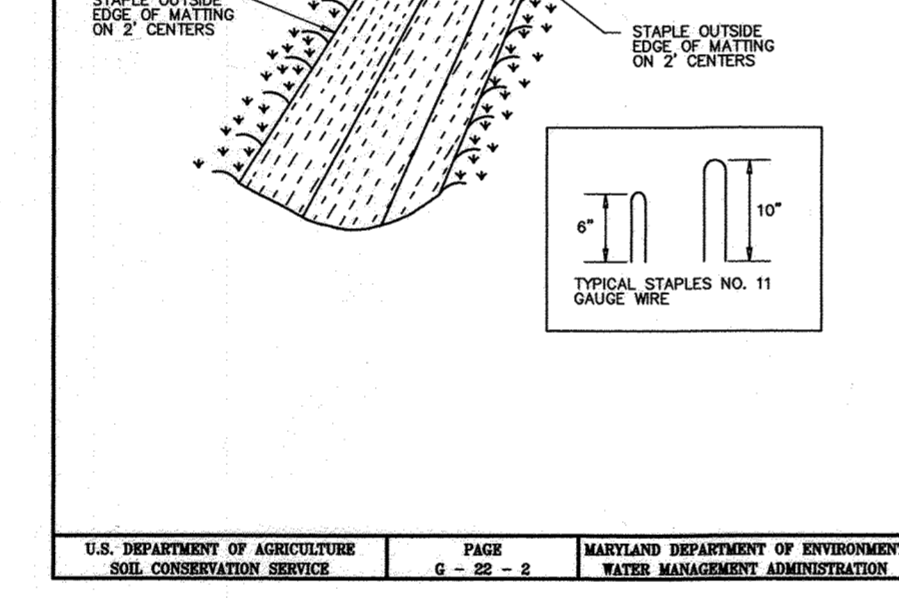 STAPLE OUTSIDE
EDGE OF MATTING
ON 2' CENTERS
STAPLE OUTSIDE
EDGE OF MATTING
ON 2' CENTERS
6"
10"
TYPICAL STAPLES NO. 11
GAUGE WIRE
U.S. DEPARTMENT OF AGRICULTURE
SOIL CONSERVATION SERVICE
PAGE
G - 22 - 2
MARYLAND DEPARTMENT OF ENVIRONMENT
WATER MANAGEMENT ADMINISTRATION